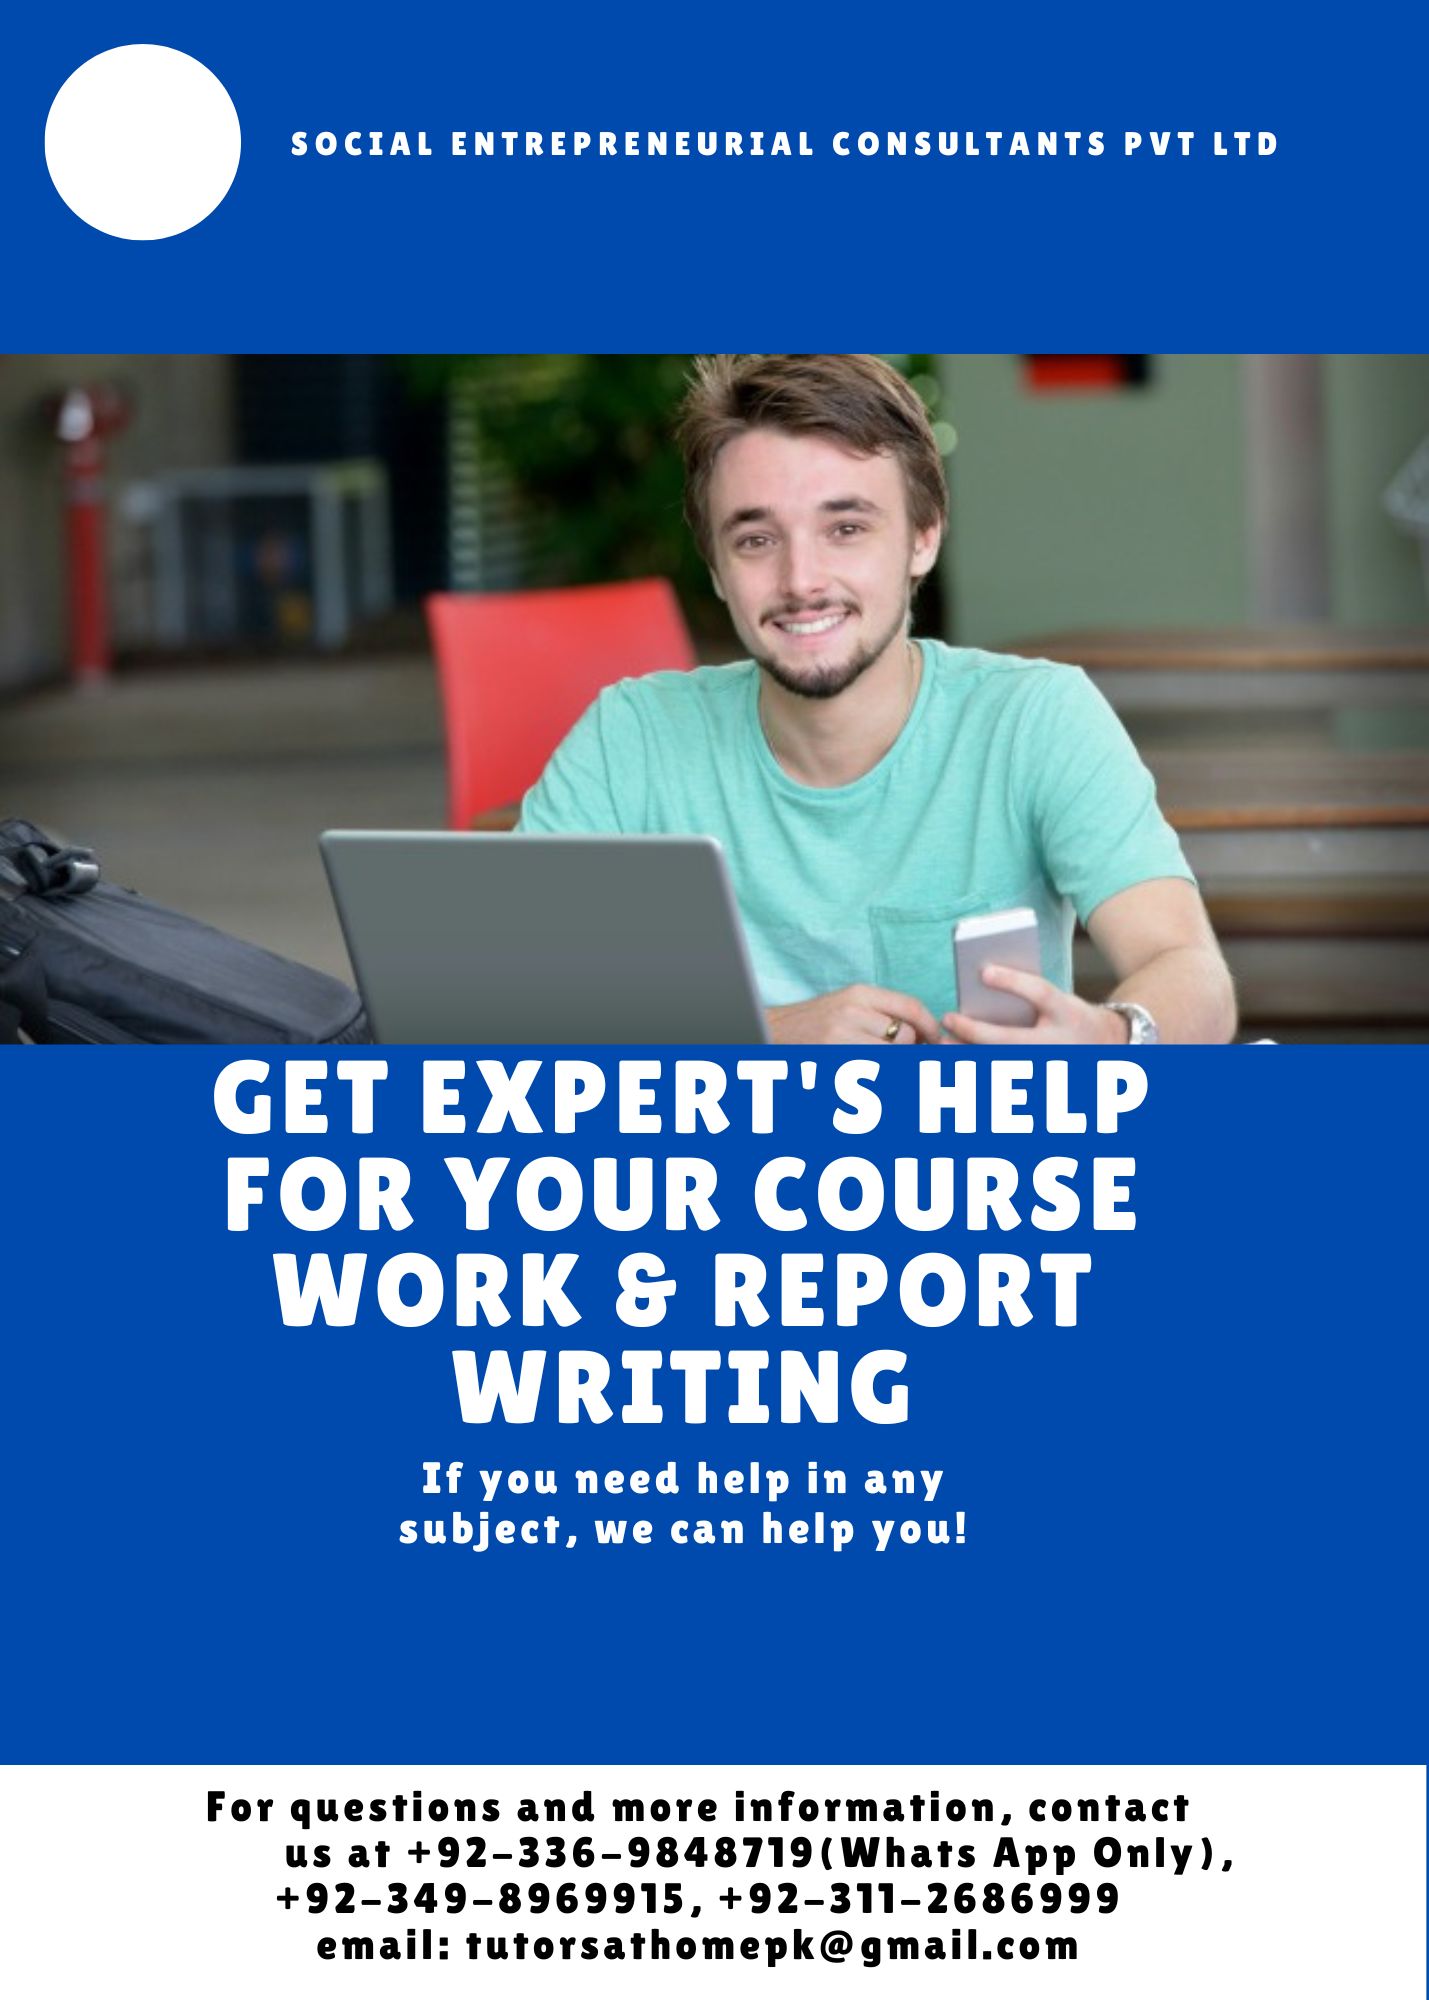 SOCIAL ENTREPRENEURIAL CONSULTANTS PVT LTD
GET EXPERT'S HELP
FOR YOUR COURSE
WORK & REPORT
WRITING
If you need help in any
subject, we can help you!
For questions and more information, contact
us at +92-336-9848719(Whats App Only),
+92-349-8969915, +92-311-2686999
email: tutorsathomepk@gmail.com